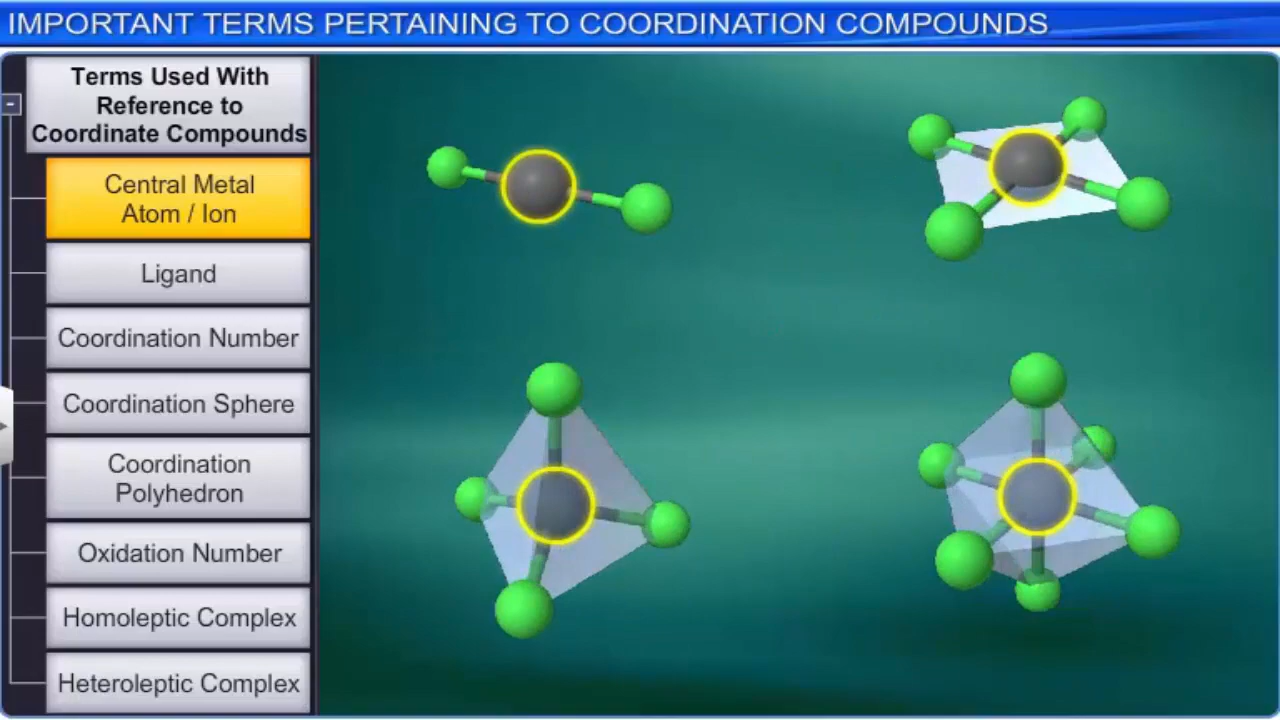 IMPORTANT TERMS PERTAINING TO COORDINATION COMPOUNDS
Terms Used With
Reference to
Coordinate Compounds
Central Metal
Atom / Ion
Ligand
Coordination Number
Coordination Sphere
Coordination
Polyhedron
Oxidation Number
Homoleptic Complex
Heteroleptic Complex